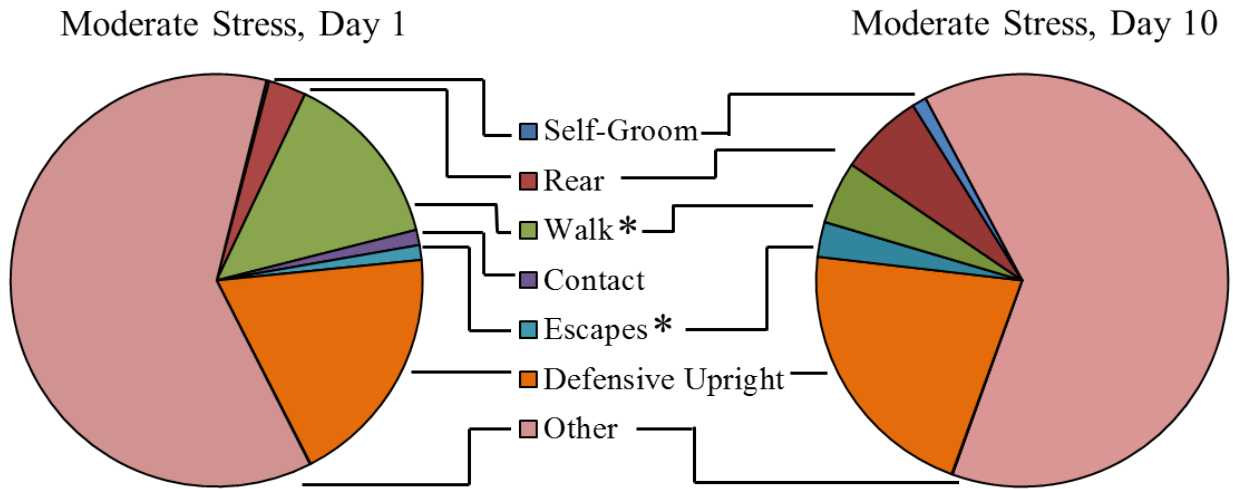 Moderate Stress, Day 1
Moderate Stress, Day 10
Self-Groom
Rear
Walk*
Contact
Escapes*
Defensive Upright
Other